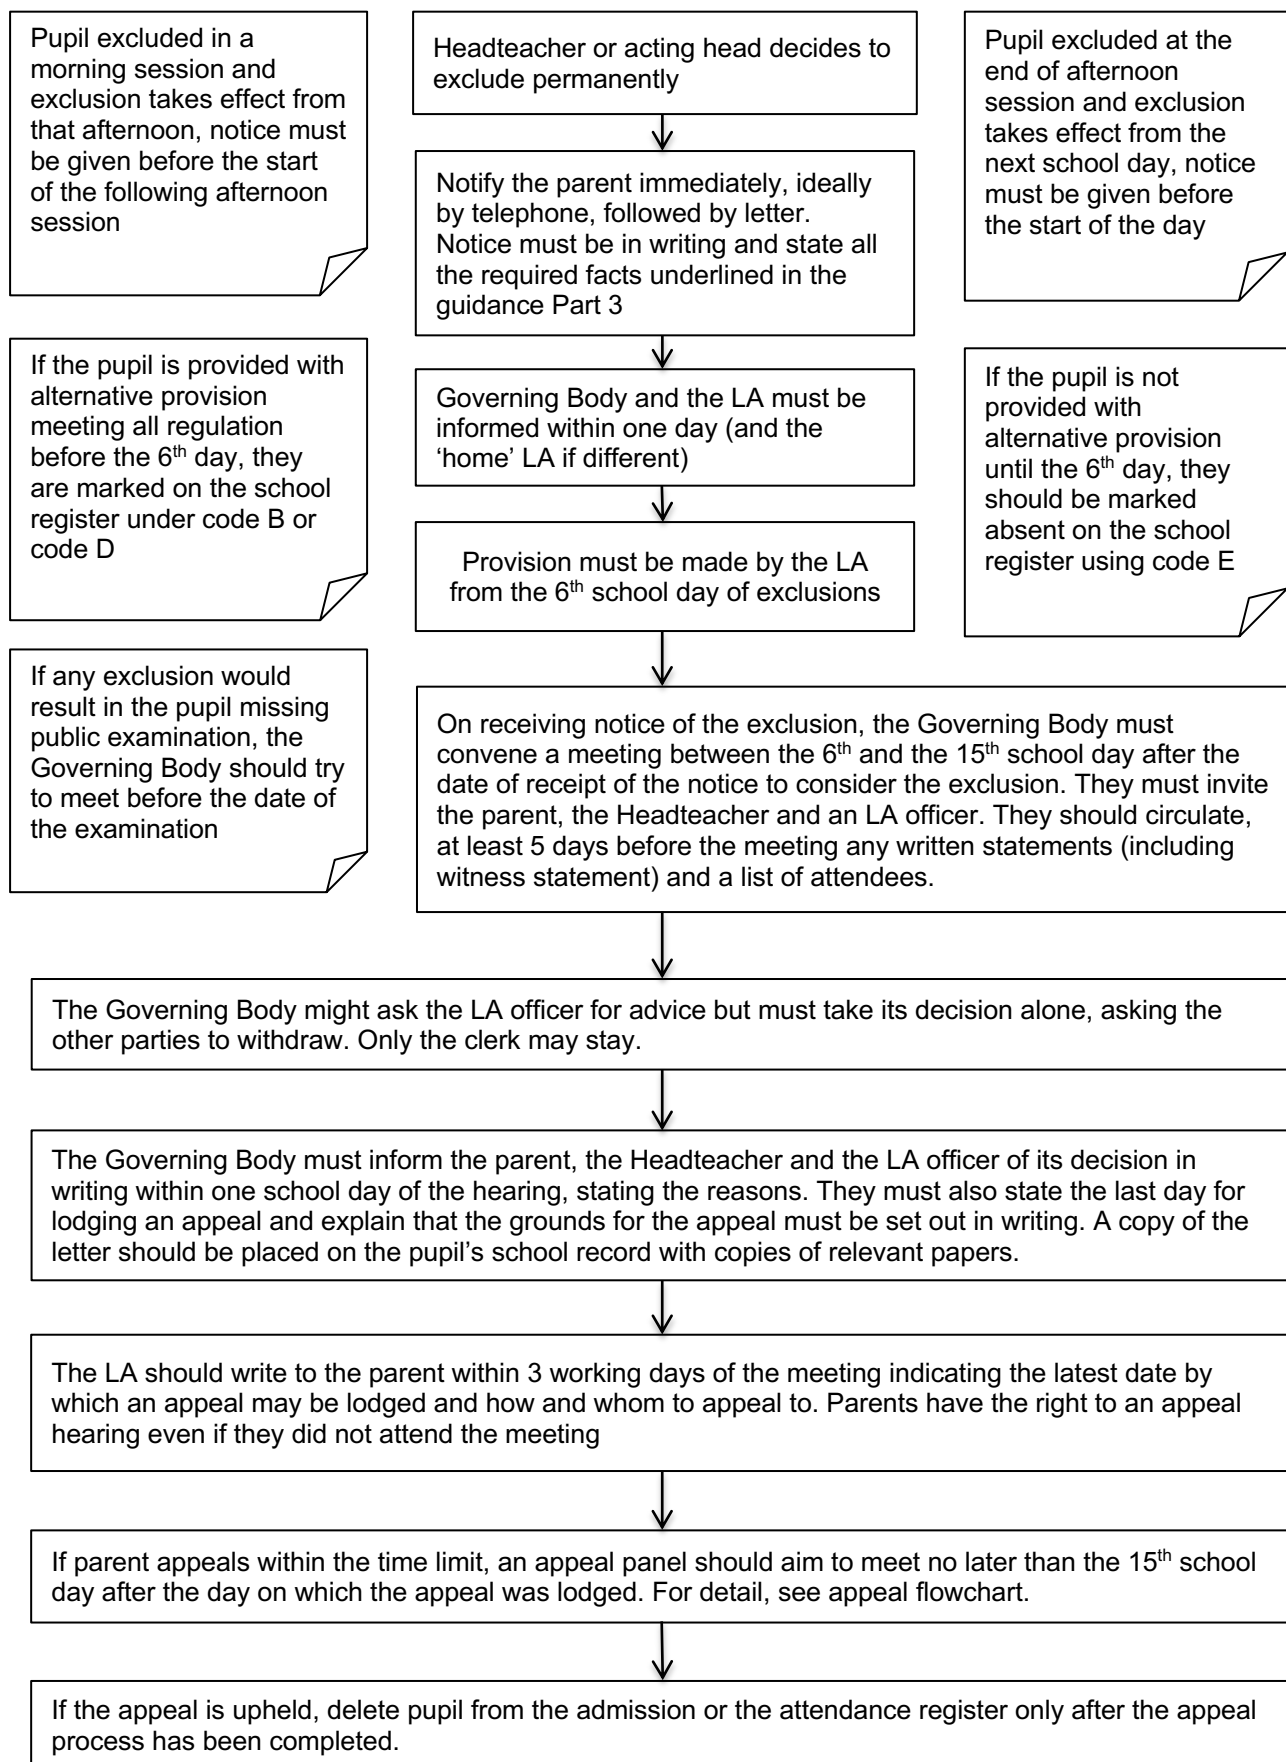 Pupil excluded in a
morning session and
exclusion takes effect from
that afternoon, notice must
be given before the start
of the following afternoon
session
Headteacher or acting head decides to
exclude permanently
Pupil excluded at the
end of afternoon
session and exclusion
takes effect from the
next school day, notice
must be given before
the start of the day
Notify the parent immediately, ideally
by telephone, followed by letter.
Notice must be in writing and state all
the required facts underlined in the
guidance Part 3
If the pupil is provided with
alternative provision
meeting all regulation
before the 6th day, they
are marked on the school
register under code B or
code D
Governing Body and the LA must be
informed within one day (and the
‘home’ LA if different)
If the pupil is not
provided with
alternative provision
until the 6th day, they
should be marked
absent on the school
register using code E
Provision must be made by the LA
from the 6th school day of exclusions
If any exclusion would
result in the pupil missing
public examination, the
Governing Body should try
to meet before the date of
the examination
On receiving notice of the exclusion, the Governing Body must
convene a meeting between the 6th and the 15th school day after the
date of receipt of the notice to consider the exclusion. They must invite
the parent, the Headteacher and an LA officer. They should circulate,
at least 5 days before the meeting any written statements (including
witness statement) and a list of attendees.
The Governing Body might ask the LA officer for advice but must take its decision alone, asking the
other parties to withdraw. Only the clerk may stay.
The Governing Body must inform the parent, the Headteacher and the LA officer of its decision in
writing within one school day of the hearing, stating the reasons. They must also state the last day for
lodging an appeal and explain that the grounds for the appeal must be set out in writing. A copy of the
letter should be placed on the pupil’s school record with copies of relevant papers.
The LA should write to the parent within 3 working days of the meeting indicating the latest date by
which an appeal may be lodged and how and whom to appeal to. Parents have the right to an appeal
hearing even if they did not attend the meeting
If parent appeals within the time limit, an appeal panel should aim to meet no later than the 15th school
day after the day on which the appeal was lodged. For detail, see appeal flowchart.
If the appeal is upheld, delete pupil from the admission or the attendance register only after the appeal
process has been completed.